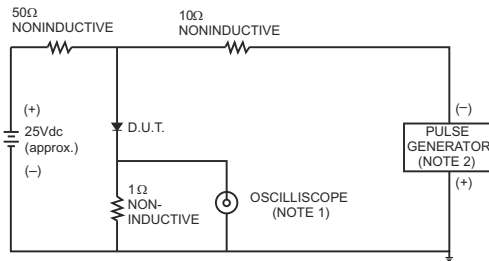 50Ω
NONINDUCTIVE
10Ω
NONINDUCTIVE
(+)
25Vdc
(approx.)
(–)
D.U.T.
1Ω
NON-
INDUCTIVE
OSCILLISCOPE
(NOTE 1)
(–)
PULSE
GENERATOR
(NOTE 2)
(+)